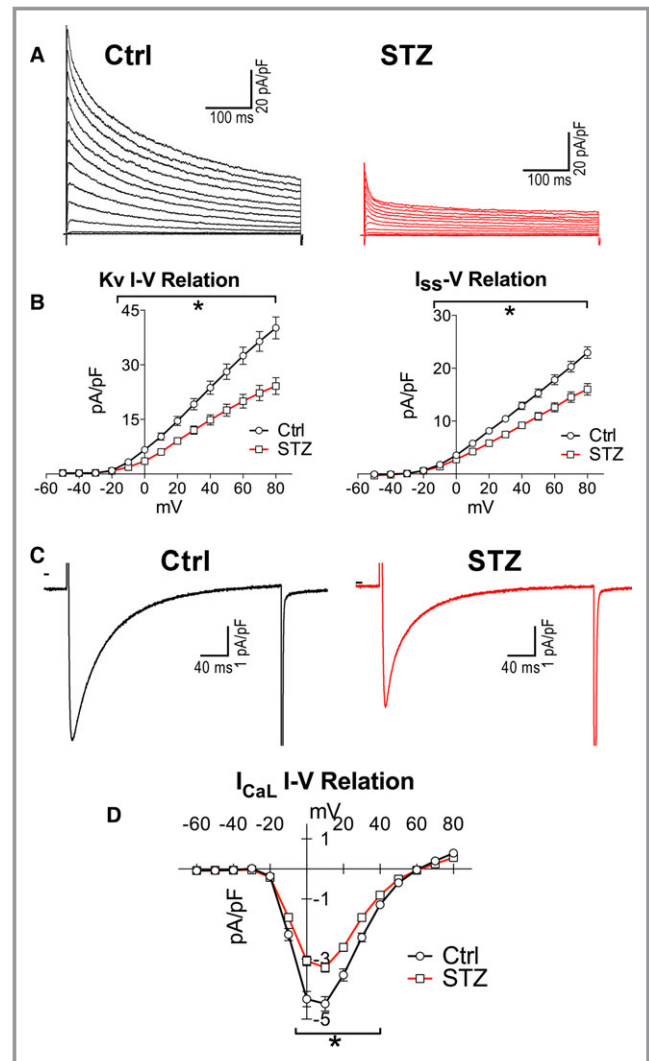 A
Ctrl
STZ
100 ms
20 pA/pF
100 ms
20 pA/pF
B
Kv I-V Relation
ISS-V Relation
*
*
45
30
15
pA/pF
30
20
10
pA/pF
Ctrl
STZ
Ctrl
STZ
-60 -40 -20 0 20 40 60 80
mV
-60 -40 -20 0 20 40 60 80
mV
C
Ctrl
STZ
40 ms
1 pA/pF
40 ms
1 pA/pF
D
ICaL I-V Relation
mV
-60 -40 -20 20 40 60 80
1
-1
-3
-5
pA/pF
Ctrl
STZ
*